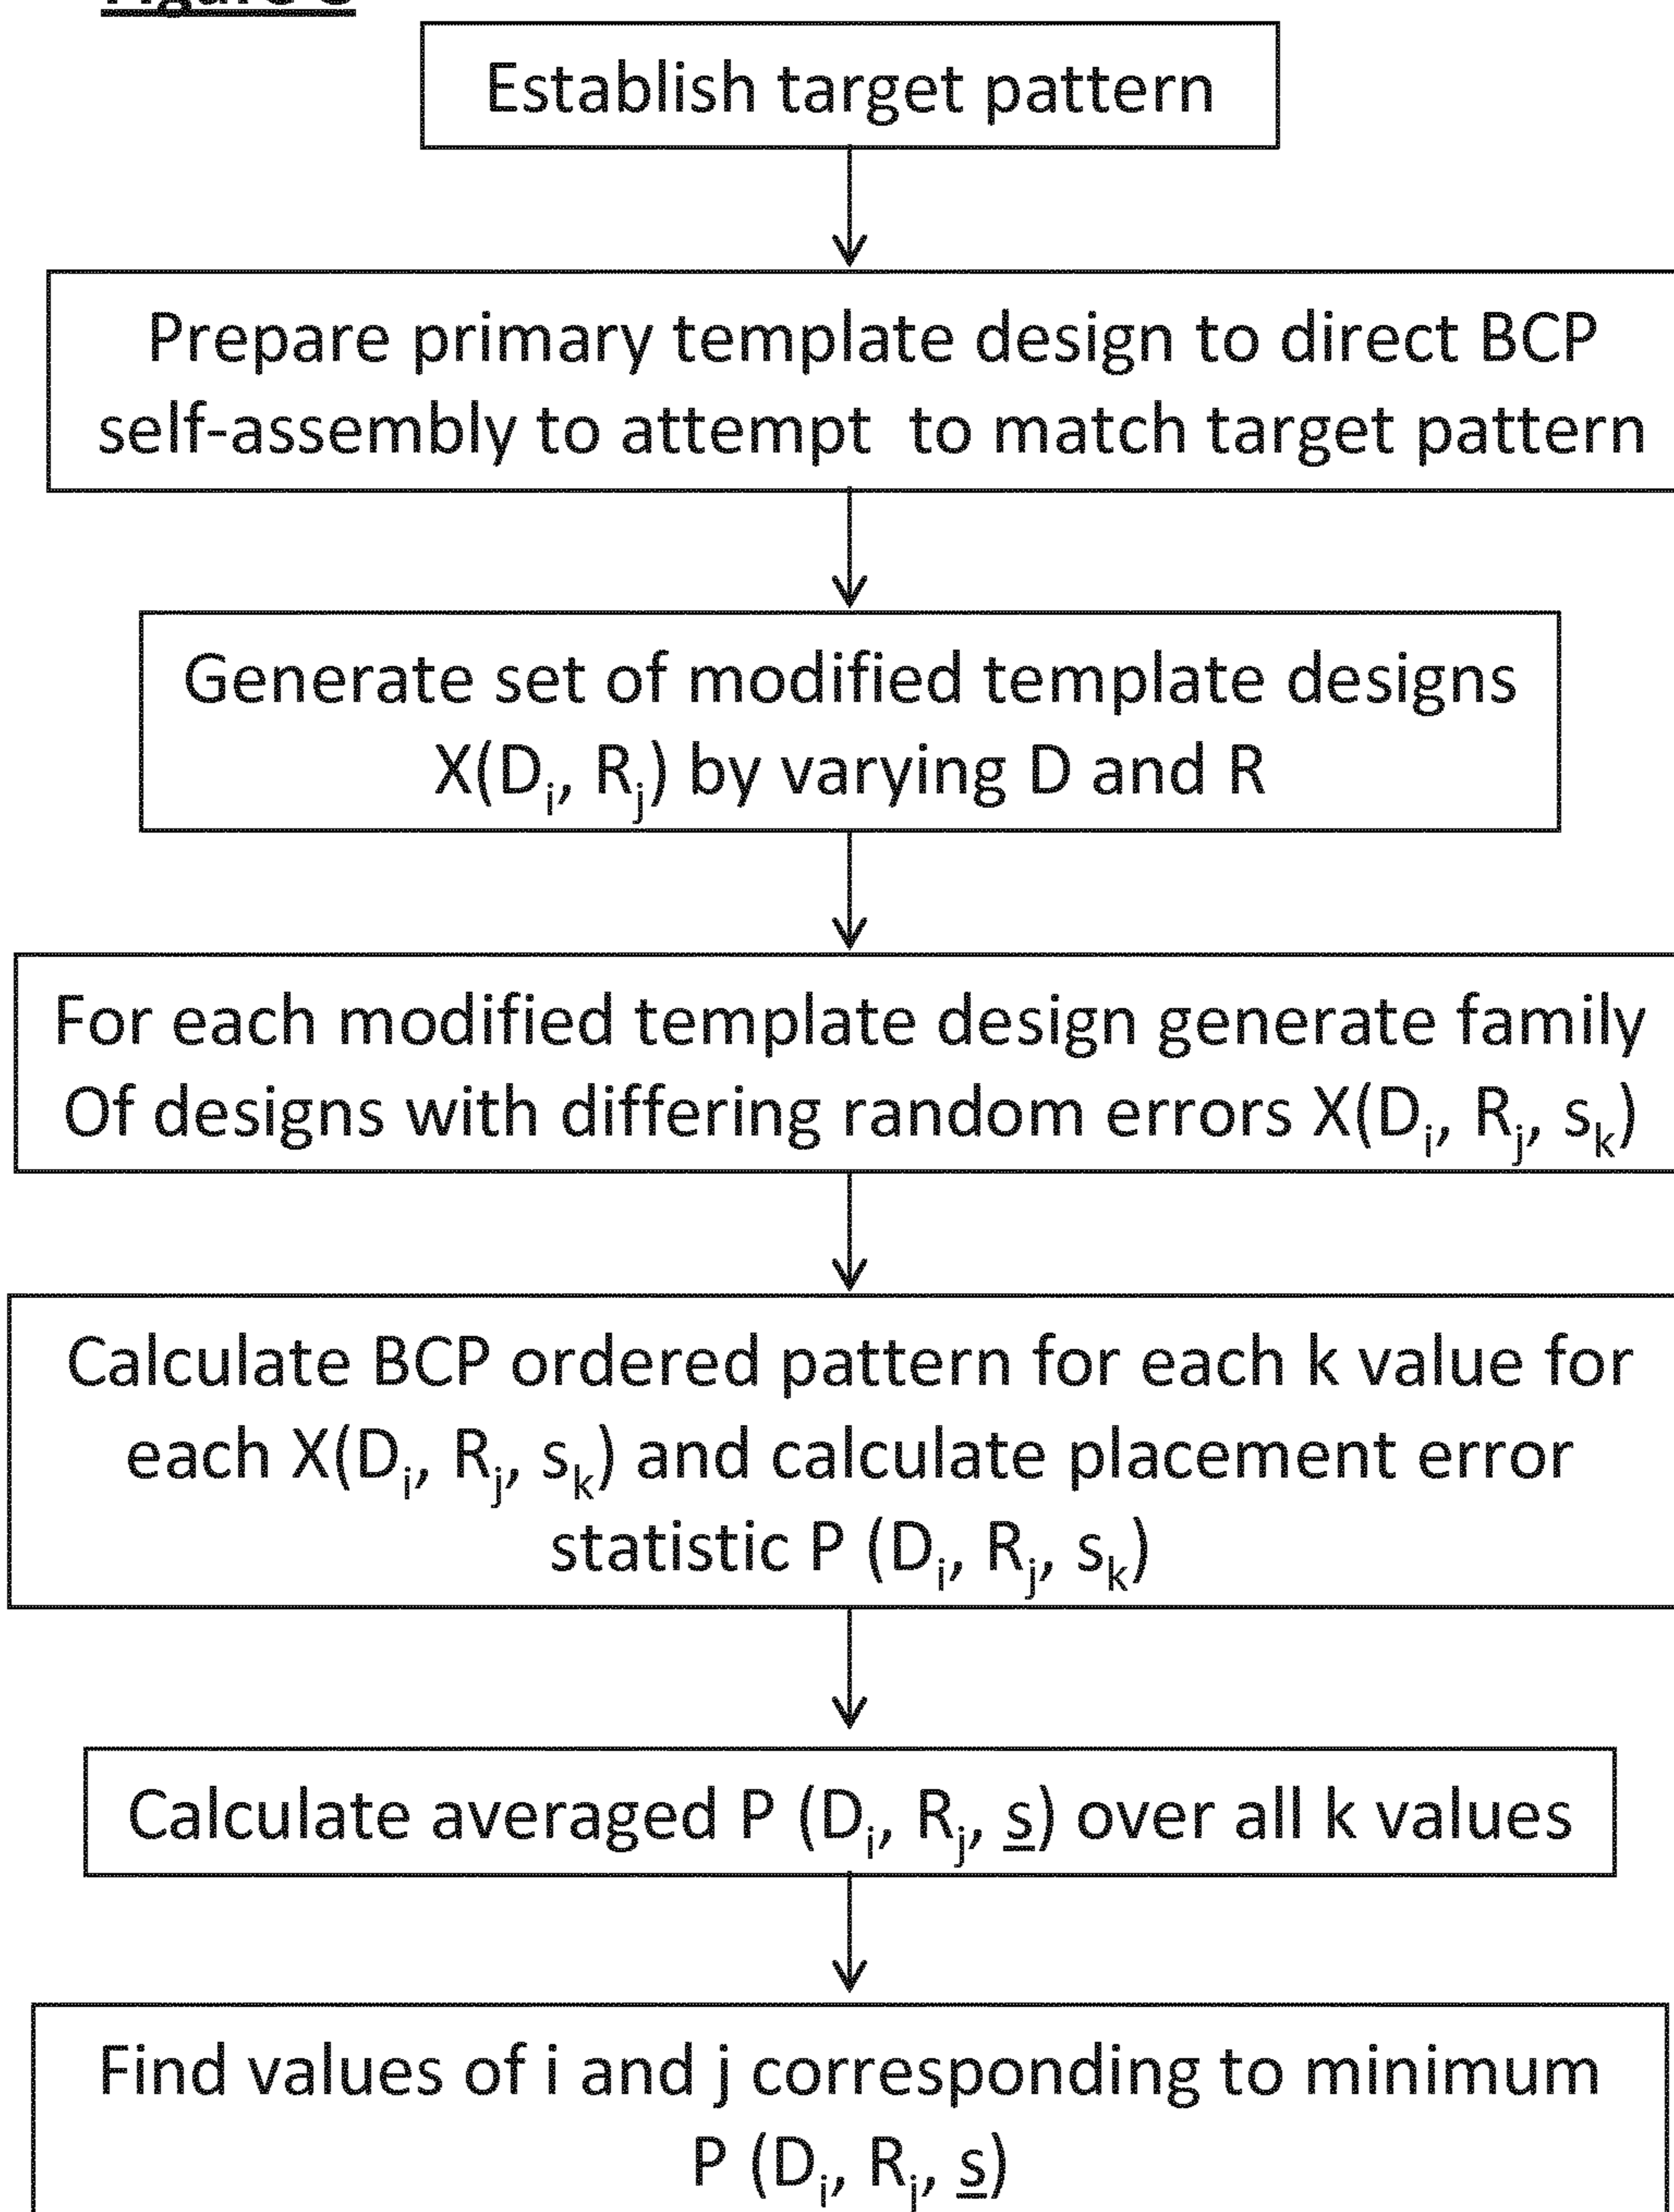 Establish target pattern
Prepare primary template design to direct BCP
self-assembly to attempt  to match target pattern
Generate set of modified template designs
X(Dᵢ, Rⱼ) by varying D and R
For each modified template design generate family
Of designs with differing random errors X(Dᵢ, Rⱼ, sₖ)
Calculate BCP ordered pattern for each k value for
each X(Dᵢ, Rⱼ, sₖ) and calculate placement error
statistic P (Dᵢ, Rⱼ, sₖ)
Calculate averaged P (Dᵢ, Rⱼ, s) over all k values
Find values of i and j corresponding to minimum
P (Dᵢ, Rⱼ, s)